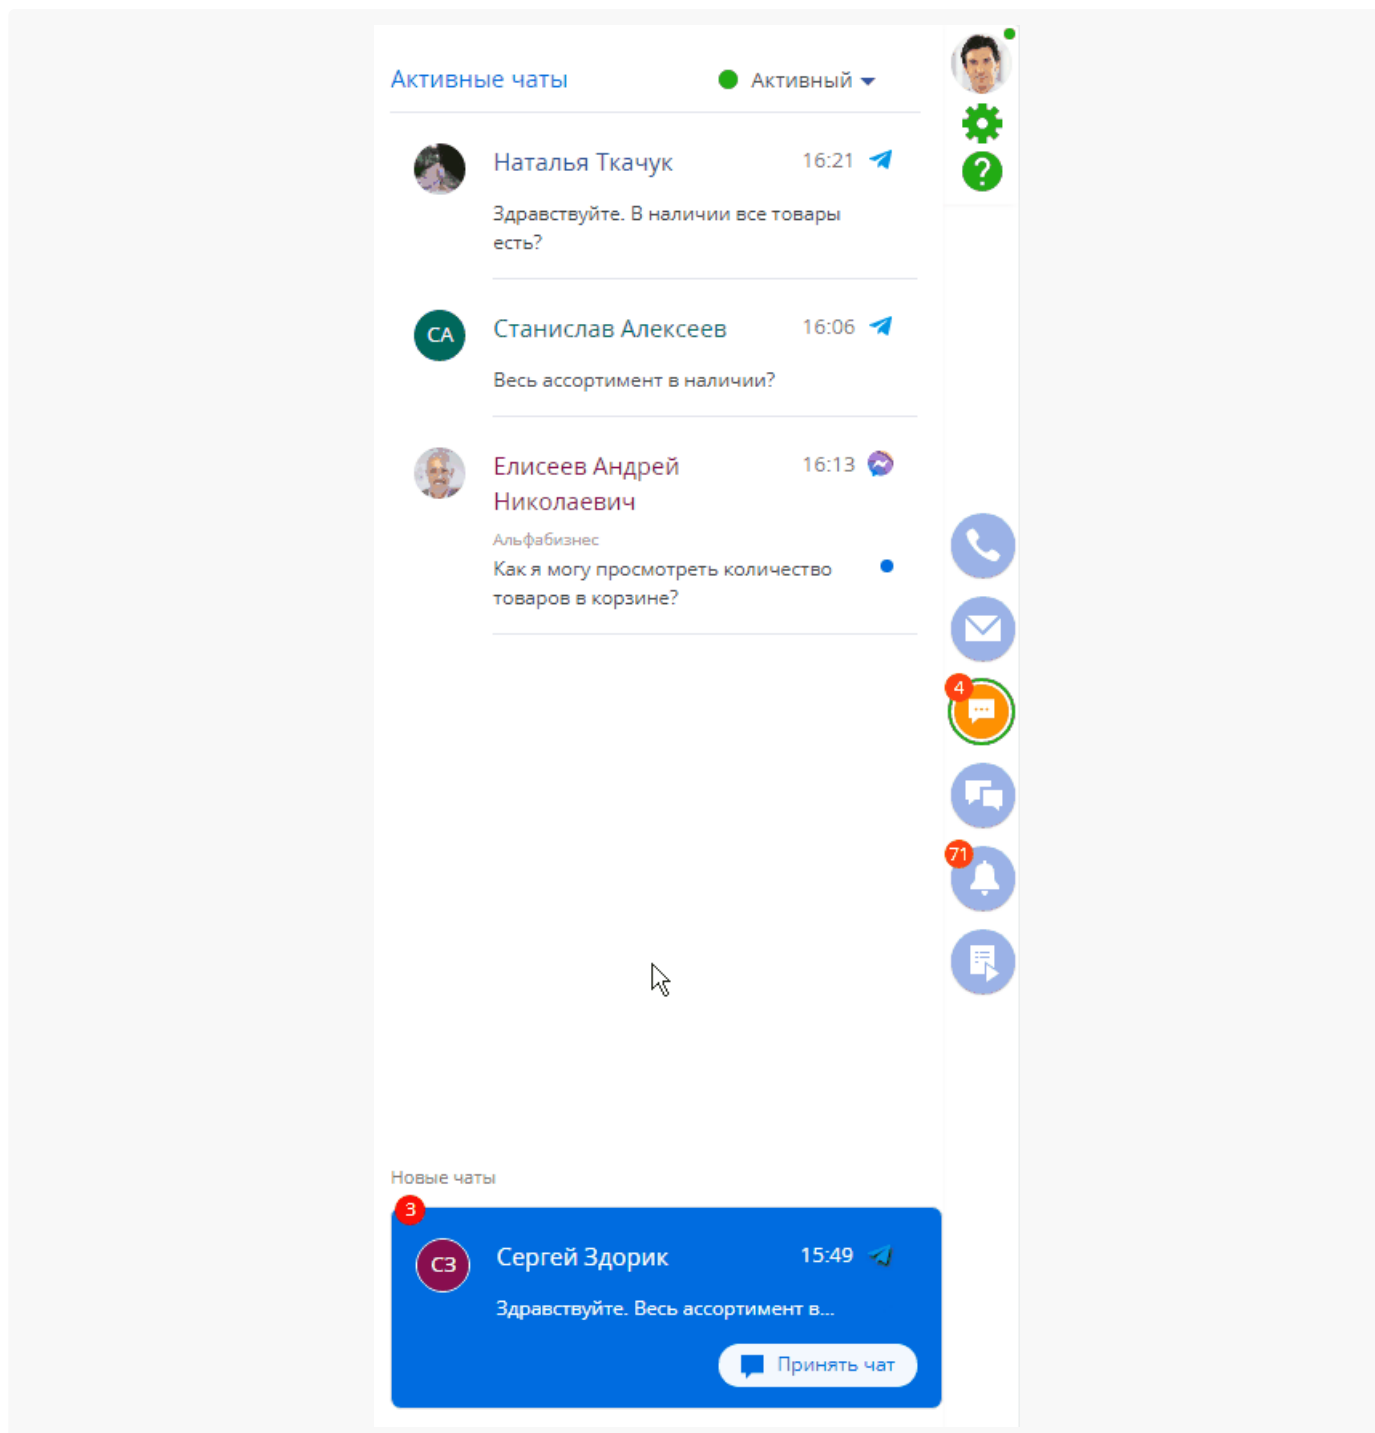 Активные чаты
Активный
Наталья Ткачук
16:21
Здравствуйте. В наличии все товары
есть?
СА
Станислав Алексеев
16:06
Весь ассортимент в наличии?
Елисеев Андрей
16:13
Николаевич
Альфабизнес
Как я могу просмотреть количество
товаров в корзине?
?
4
71
Новые чаты
3
СЗ
Сергей Здорик
15:49
Здравствуйте. Весь ассортимент в...
Принять чат